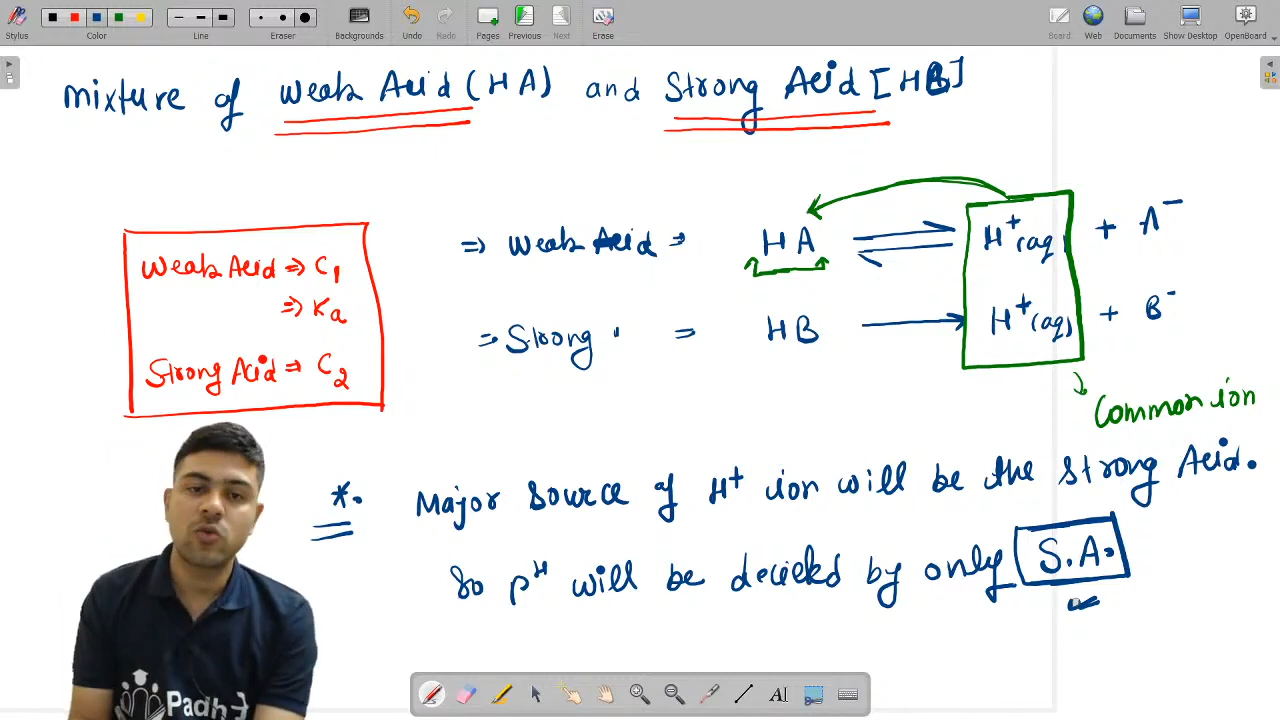 Stylus
Color
Line
Eraser
Backgrounds
Undo
Redo
Pages
Previous
Next
Erase
Board
Web
Documents
Show Desktop
OpenBoard
mixture of Weak Acid (HA) and Strong Acid [HB]
Weak Acid ⇒ C1
⇒ Ka
Strong Acid ⇒ C2
⇒ Weak Acid ⇒ HA ⇌ H+(aq) + A-
⇒ Strong " = HB → H+(aq) + B-
Common ion
*. Major source of H+ ion will be the strong Acid.
So pH will be decided by only S.A.
Padh
AI